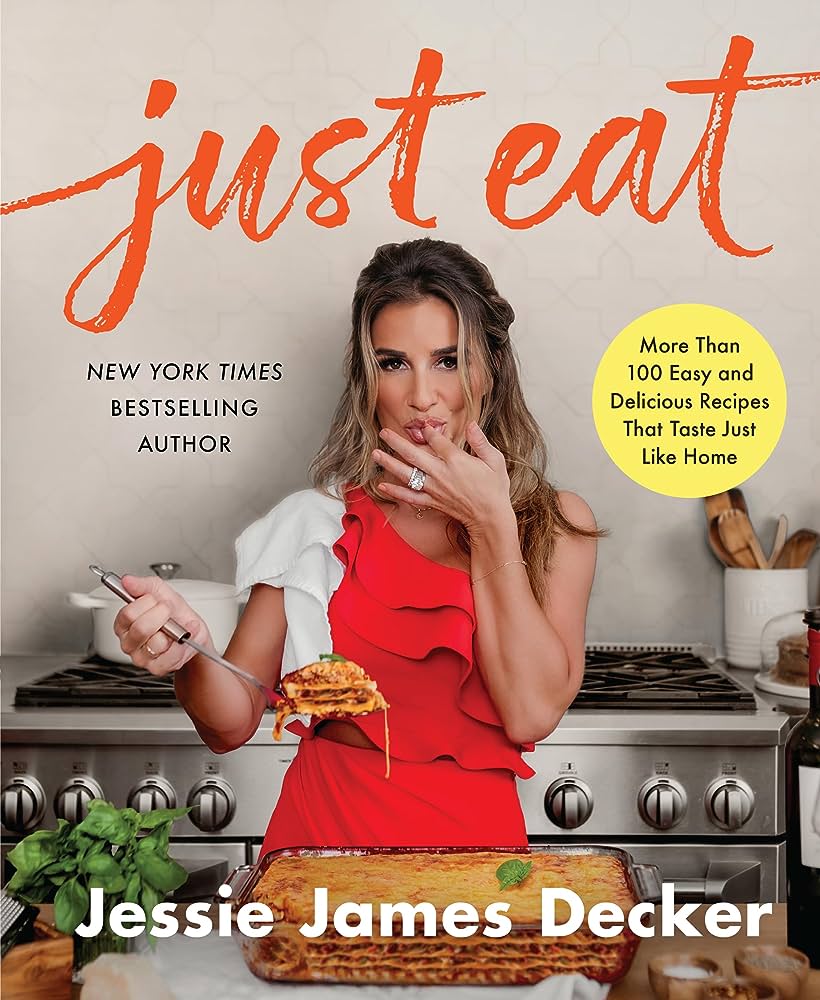 just eat
NEW YORK TIMES
BESTSELLING
AUTHOR
More Than
100 Easy and
Delicious Recipes
That Taste Just
Like Home
Jessie James Decker